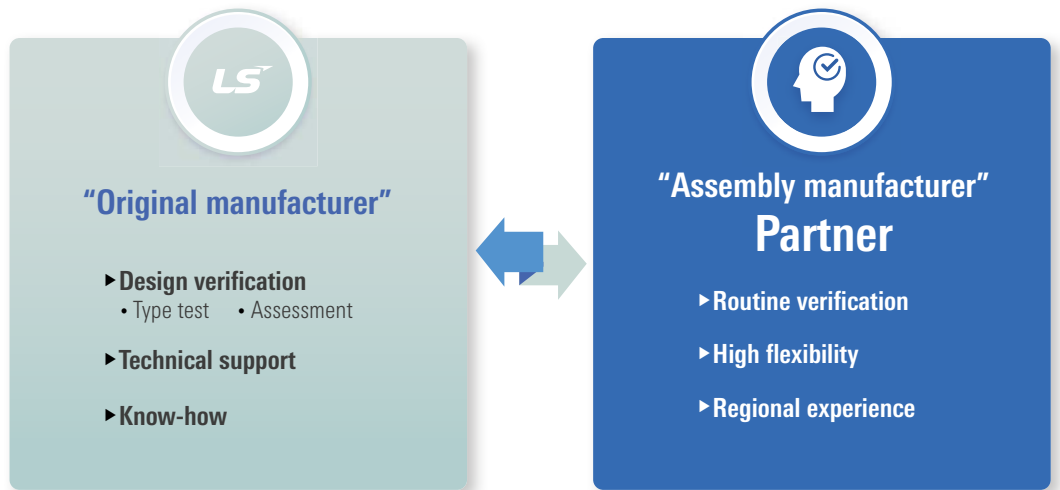 LS
“Original manufacturer”
▶Design verification
• Type test • Assessment
▶Technical support
▶Know-how
“Assembly manufacturer”
Partner
▶Routine verification
▶High flexibility
▶Regional experience